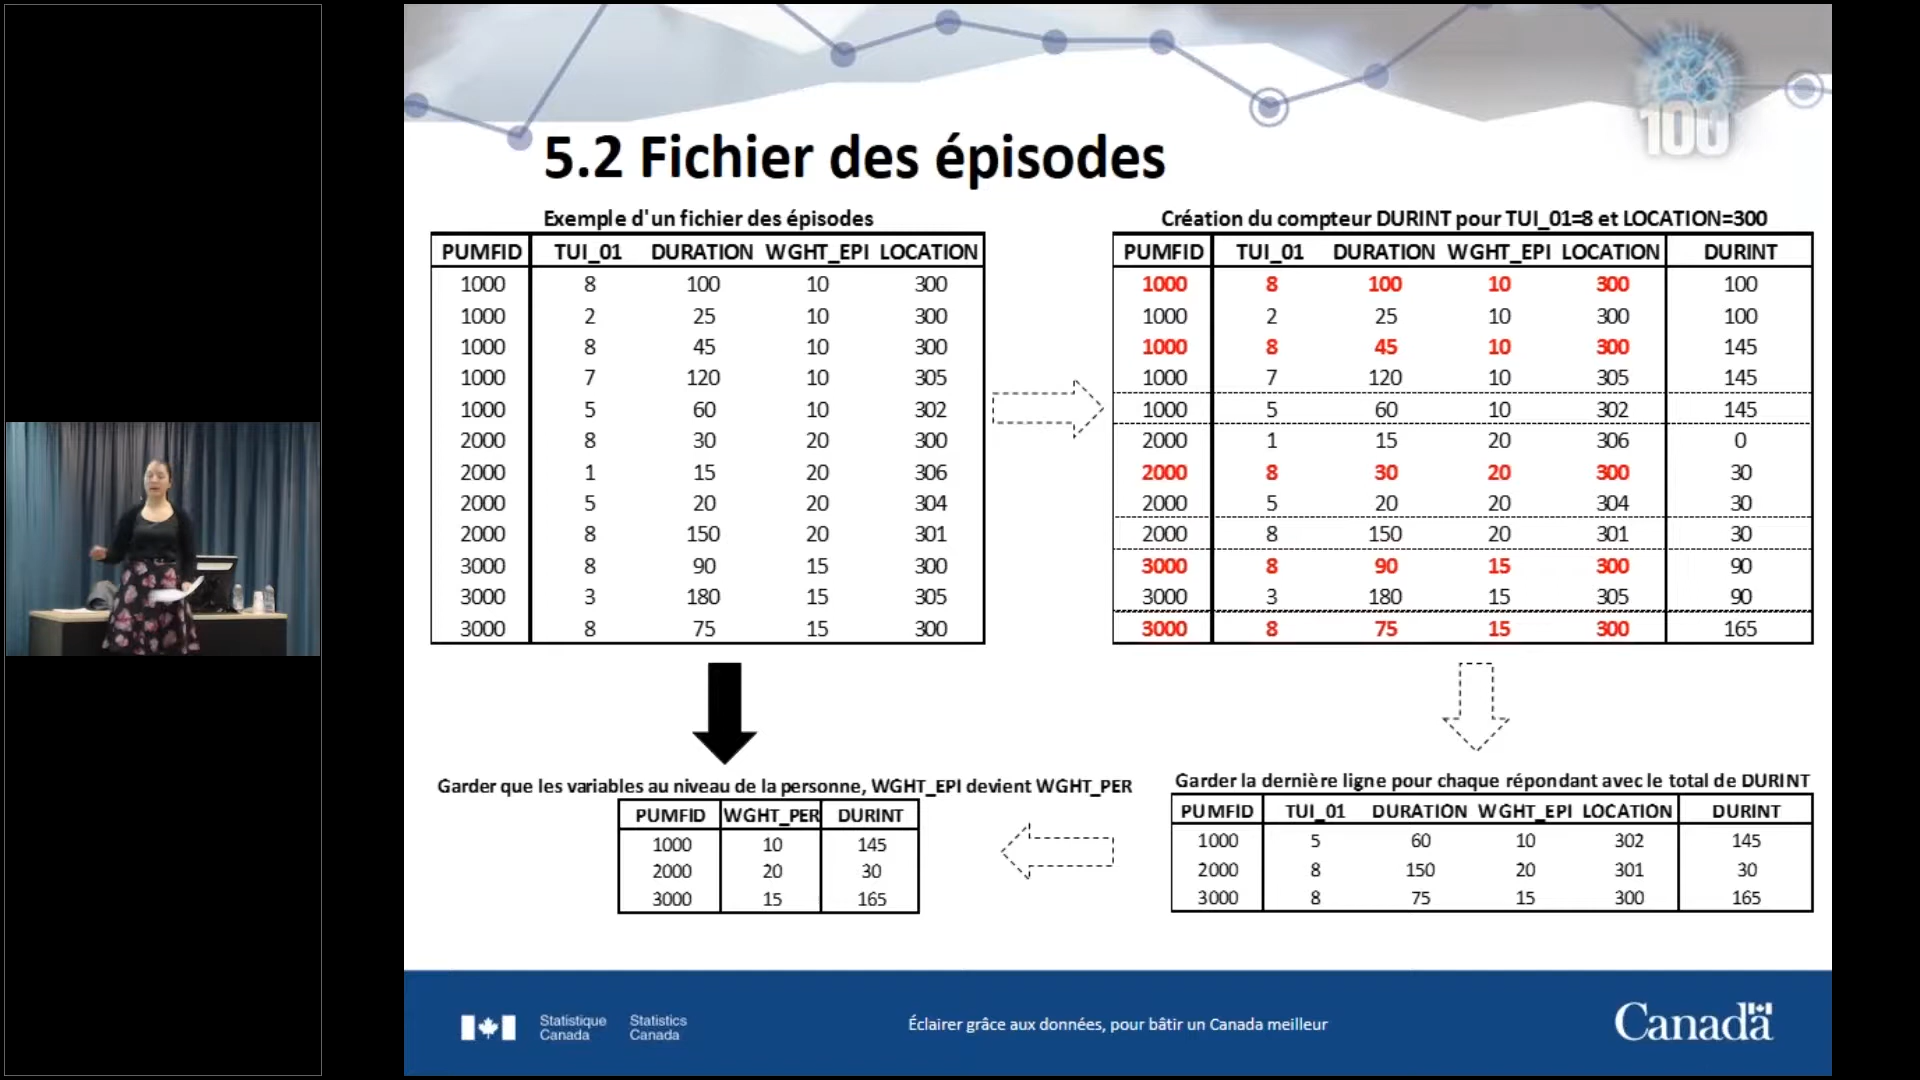 100
5.2 Fichier des épisodes
Exemple d'un fichier des épisodes
PUMFID TUI_01 DURATION WGHT_EPI LOCATION
1000 8 100 10 300
1000 2 25 10 300
1000 8 45 10 300
1000 7 120 10 305
1000 5 60 10 302
2000 8 30 20 300
2000 1 15 20 306
2000 5 20 20 304
2000 8 150 20 301
3000 8 90 15 300
3000 3 180 15 305
3000 8 75 15 300
Création du compteur DURINT pour TUI_01=8 et LOCATION=300
PUMFID TUI_01 DURATION WGHT_EPI LOCATION DURINT
1000 8 100 10 300 100
1000 2 25 10 300 100
1000 8 45 10 300 145
1000 7 120 10 305 145
1000 5 60 10 302 145
2000 1 15 20 306 0
2000 8 30 20 300 30
2000 5 20 20 304 30
2000 8 150 20 301 30
3000 8 90 15 300 90
3000 3 180 15 305 90
3000 8 75 15 300 165
Garder la dernière ligne pour chaque répondant avec le total de DURINT
PUMFID TUI_01 DURATION WGHT_EPI LOCATION DURINT
1000 5 60 10 302 145
2000 8 150 20 301 30
3000 8 75 15 300 165
Garder que les variables au niveau de la personne, WGHT_EPI devient WGHT_PER
PUMFID WGHT_PER DURINT
1000 10 145
2000 20 30
3000 15 165
Statistique Canada
Statistics Canada
Éclairer grâce aux données, pour bâtir un Canada meilleur
Canada